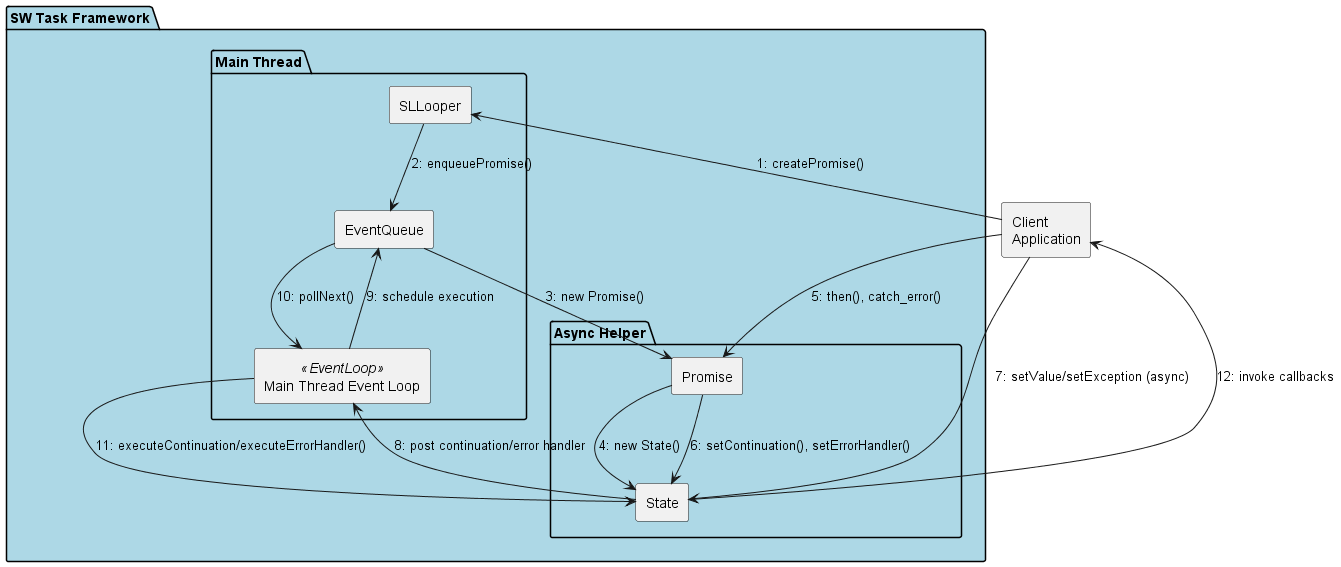 SW Task Framework
Main Thread
SLLooper
2: enqueuePromise()
1: createPromise()
EventQueue
Client
Application
10: pollNext()
9: schedule execution
3: new Promise()
5: then(), catch_error()
Async Helper
«EventLoop»
Main Thread Event Loop
Promise
7: setValue/setException (async)
12: invoke callbacks
11: executeContinuation/executeErrorHandler()
8: post continuation/error handler
4: new State()
6: setContinuation(), setErrorHandler()
State